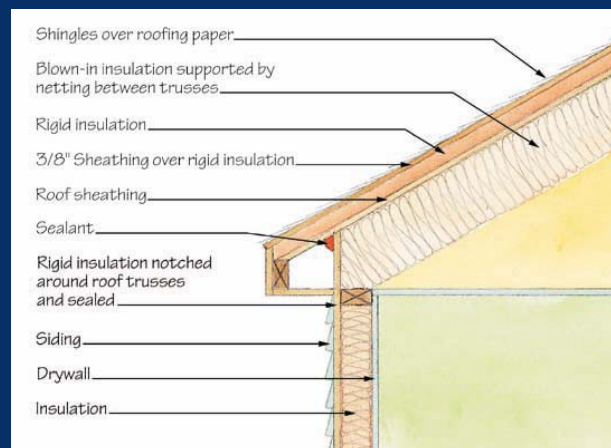 Shingles over roofing paper
Blown-in insulation supported by
netting between trusses
Rigid insulation
3/8" Sheathing over rigid insulation
Roof sheathing
Sealant
Rigid insulation notched
around roof trusses
and sealed
Siding
Drywall
Insulation